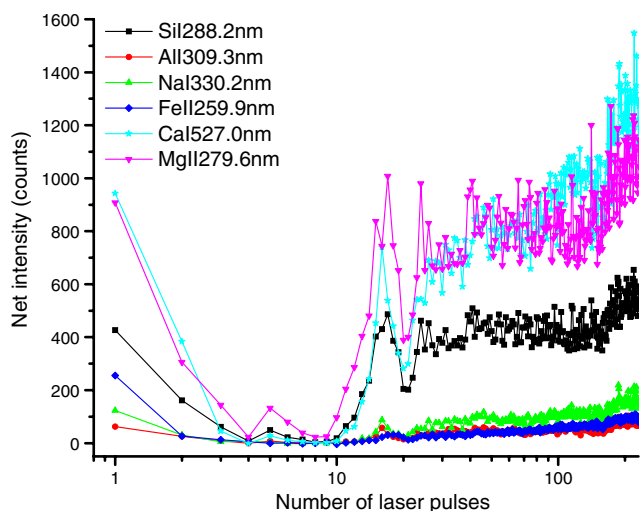 1600
1400
1200
1000
800
600
400
200
0
Net intensity (counts)
SiI288.2nm
AlI309.3nm
NaI330.2nm
FeII259.9nm
CaI527.0nm
MgII279.6nm
1
10
100
Number of laser pulses